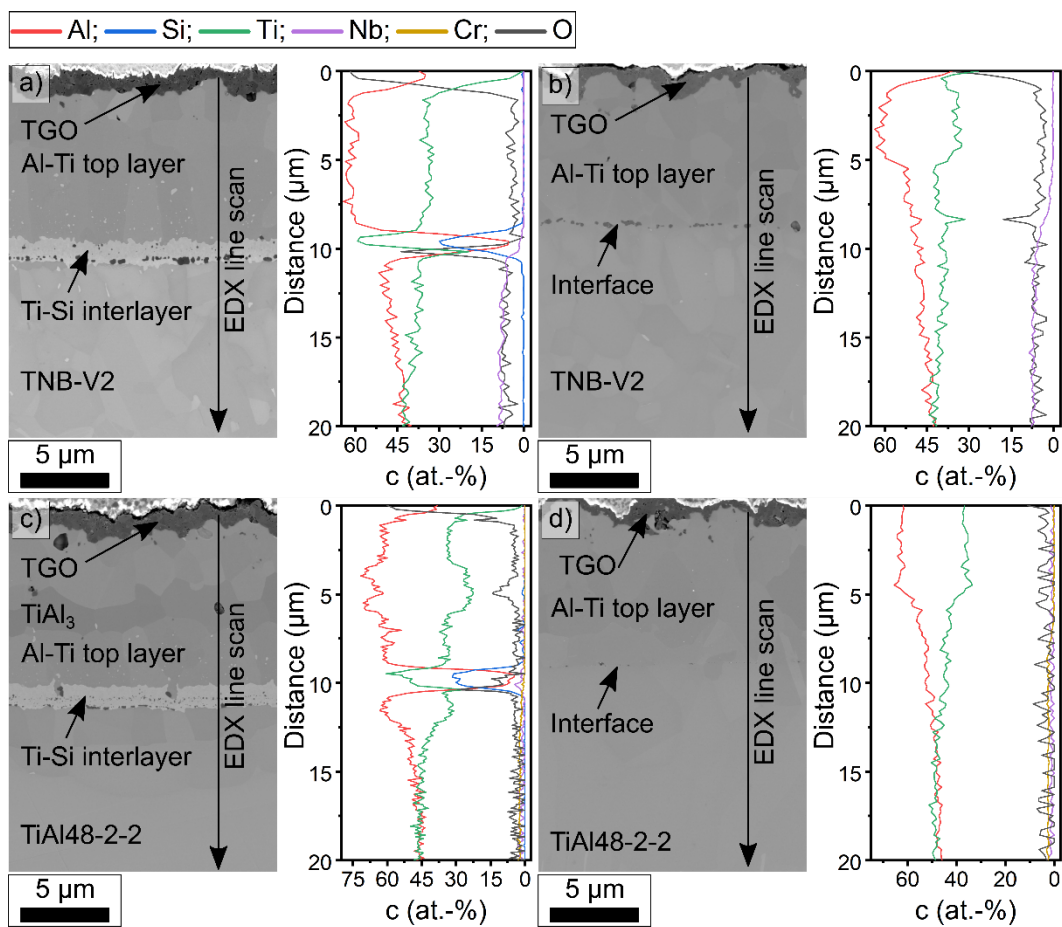 Al; Si; Ti; Nb; Cr; O
a)
TGO
Al-Ti top layer
Ti-Si interlayer
TNB-V2
EDX line scan
5 µm
Distance (µm)
0
5
10
15
20
60 45 30 15 0
c (at.-%)
b)
TGO
Al-Ti top layer
Interface
TNB-V2
EDX line scan
5 µm
Distance (µm)
0
5
10
15
20
60 45 30 15 0
c (at.-%)
c)
TGO
TiAl3
Al-Ti top layer
Ti-Si interlayer
TiAl48-2-2
EDX line scan
5 µm
Distance (µm)
0
5
10
15
20
75 60 45 30 15 0
c (at.-%)
d)
TGO
Al-Ti top layer
Interface
TiAl48-2-2
EDX line scan
5 µm
Distance (µm)
0
5
10
15
20
60 40 20 0
c (at.-%)